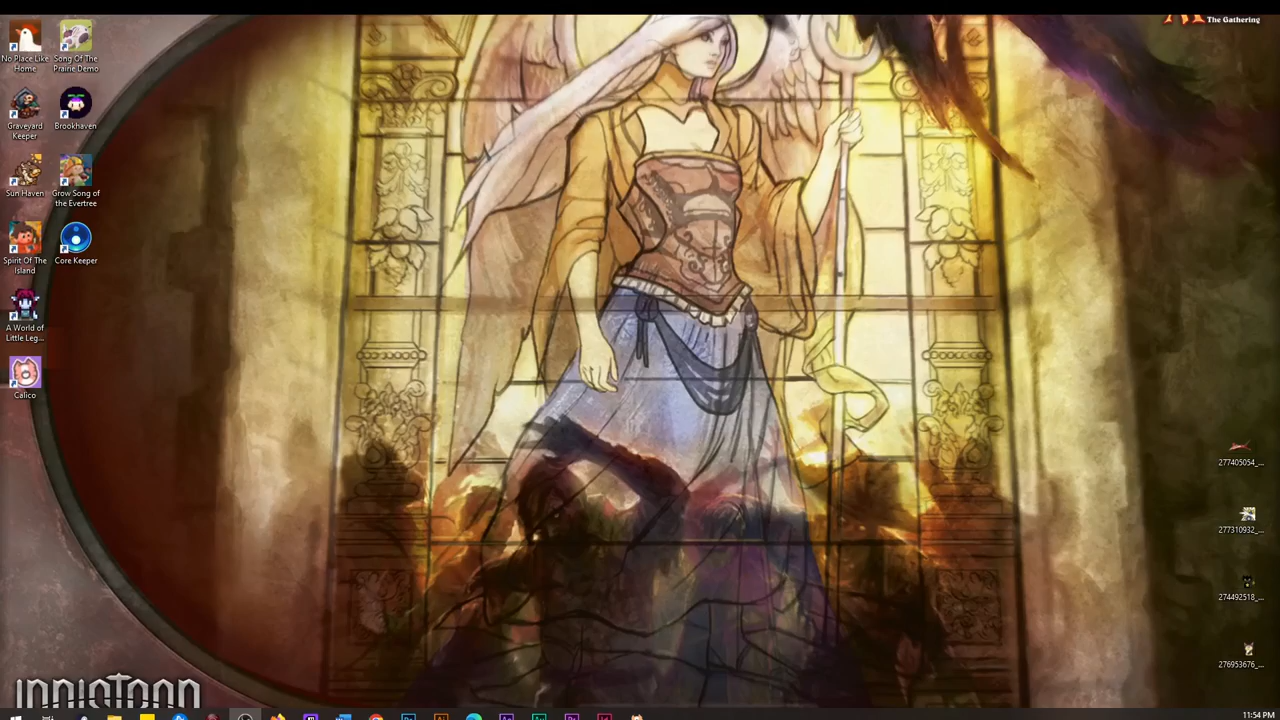 The Gathering
No Place Like
Home
Song Of The
Prairie Demo
Graveyard
Keeper
Brookhaven
Sun Haven
Grow Song of
the Evertree
Spirit Of The
Island
Core Keeper
A World of
Little Leg...
Calico
277405054_...
277310932_...
274492518_...
276953676_...
INNISTRAD
11:54 PM